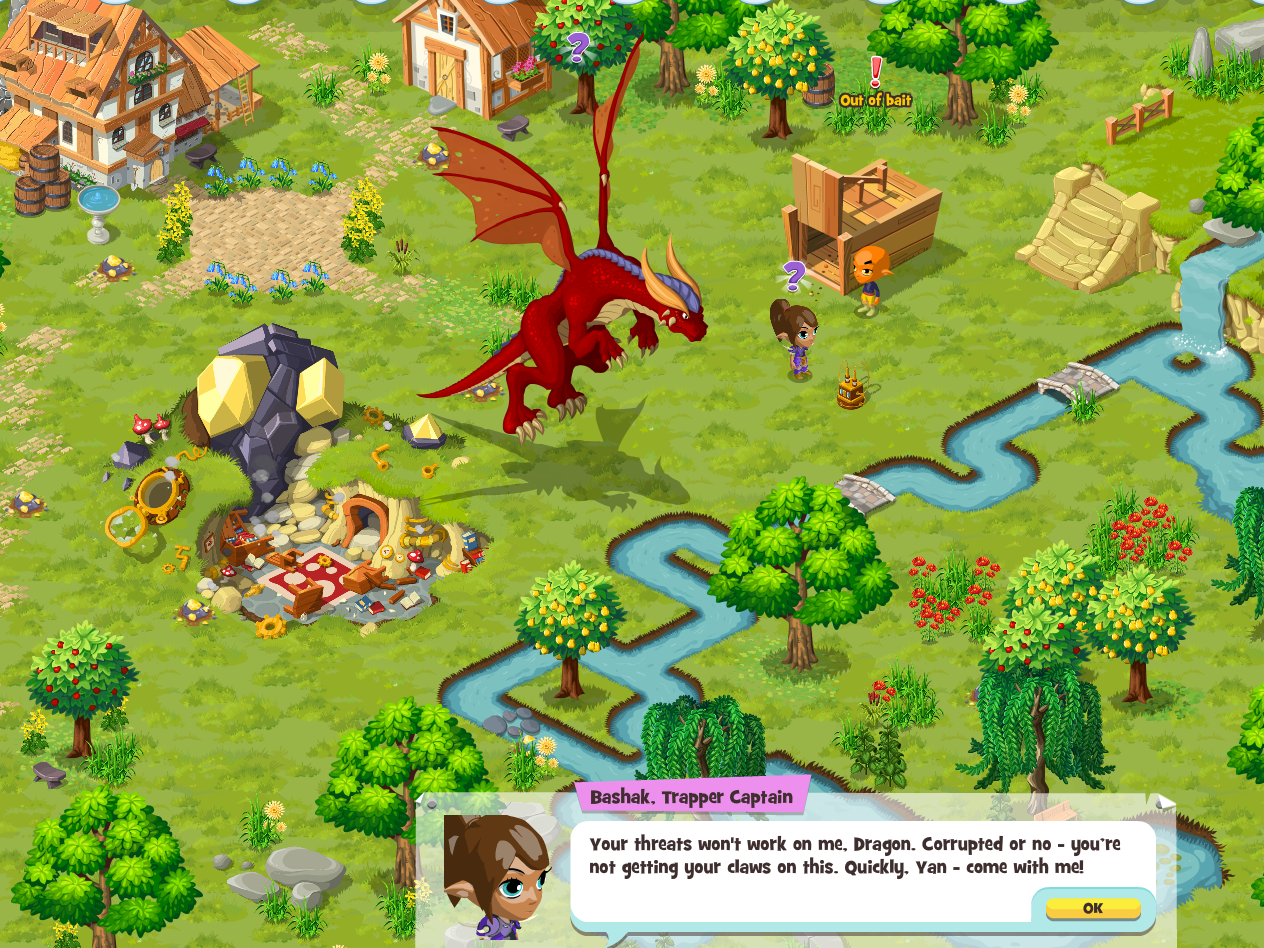 ?
!
Out of bait
?
Bashak, Trapper Captain
Your threats won't work on me, Dragon. Corrupted or no - you're
not getting your claws on this. Quickly, Yan - come with me!
OK